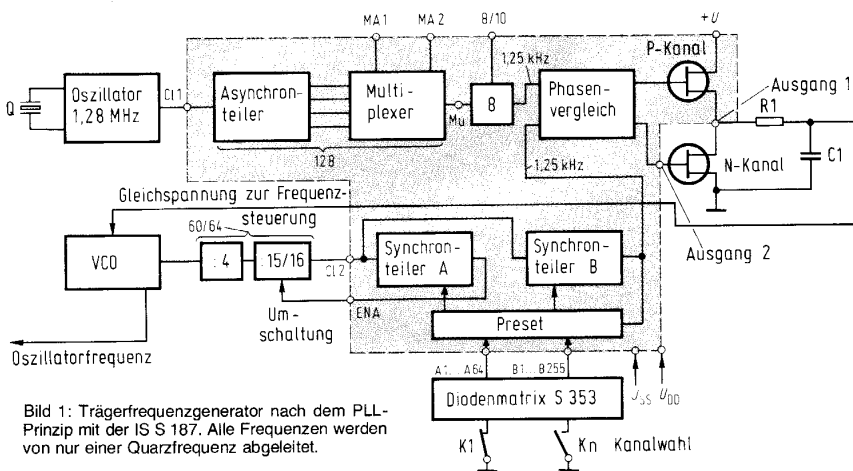 MA1
MA2
8/10
+U
P-Kanal
1,25 kHz
Oszillator
1,28 MHz
Q
Cl1
Asynchron-
teiler
Multi-
plexer
Mu
8
Phasen-
vergleich
Ausgang 1
R1
C1
N-Kanal
128
1,25 kHz
Gleichspannung zur Frequenz-
steuerung
60/64
VCO
: 4
: 15/16
Cl2
Synchron-
teiler A
Synchron-
teiler B
Ausgang 2
Um-
schaltung
ENA
Preset
Oszillatorfrequenz
A1...A64
B1...B255
USS
UDD
Diodenmatrix S 353
K1
Kn Kanalwahl
Bild 1: Trägerfrequenzgenerator nach dem PLL-
Prinzip mit der IS S 187. Alle Frequenzen werden
von nur einer Quarzfrequenz abgeleitet.